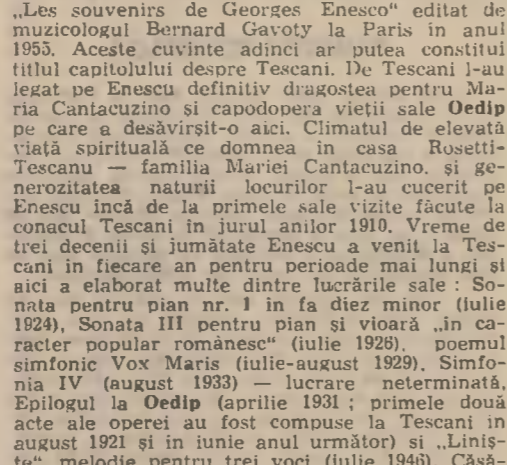 „Les souvenirs de Georges Enesco“ editat de
muzicologul Bernard Gavoty la Paris în anul
1955. Aceste cuvinte adînci ar putea constitui
titlul capitolului despre Tescani. De Tescani l-au
legat pe Enescu definitiv dragostea pentru Ma-
ria Cantacuzino și capodopera vieții sale Oedip
pe care a desăvîrșit-o aici. Climatul de elevată
viață spirituală ce domnea în casa Rosetti-
Tescanu — familia Mariei Cantacuzino. și ge-
nerozitatea naturii locurilor l-au cucerit pe
Enescu încă de la primele sale vizite făcute la
conacul Tescani în jurul anilor 1910. Vreme de
trei decenii și jumătate Enescu a venit la Tes-
cani în fiecare an pentru perioade mai lungi și
aici a elaborat multe dintre lucrările sale : So-
nata pentru pian nr. 1 în fa diez minor (iulie
1924), Sonata III pentru pian și vioară „în ca-
racter popular românesc“ (iulie 1926), poemul
simfonic Vox Maris (iulie-august 1929), Simfo-
nia IV (august 1933) — lucrare neterminată,
Epilogul la Oedip (aprilie 1931 ; primele două
acte ale operei au fost compuse la Tescani în
august 1921 și în iunie anul următor) și „Liniș-
te“ melodie pentru trei voci (iulie 1946). Căsă-